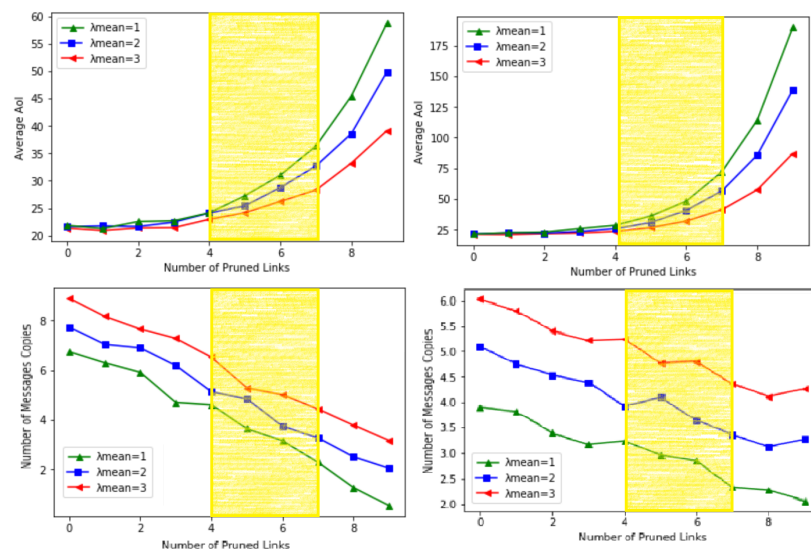 60
55
50
45
40
35
30
25
20
Average AoI
λmean=1
λmean=2
λmean=3
0 2 4 6 8
Number of Pruned Links
175
150
125
100
75
50
25
Average AoI
λmean=1
λmean=2
λmean=3
0 2 4 6 8
Number of Pruned Links
8
6
4
2
Number of Messages Copies
λmean=1
λmean=2
λmean=3
0 2 4 6 8
Number of Pruned Links
6.0
5.5
5.0
4.5
4.0
3.5
3.0
2.5
2.0
Number of Messages Copies
λmean=1
λmean=2
λmean=3
0 2 4 6 8
Number of Pruned Links